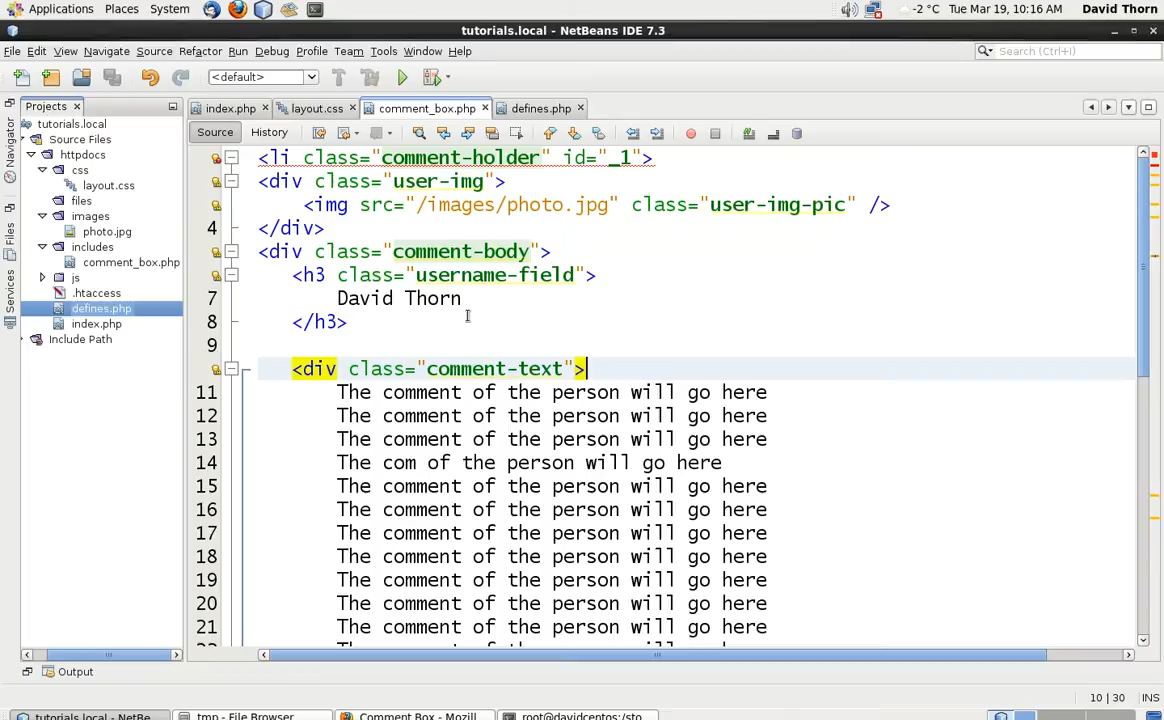 Applications Places System -2 °C Tue Mar 19, 10:16 AM David Thorn
tutorials.local - NetBeans IDE 7.3
File Edit View Navigate Source Refactor Run Debug Profile Team Tools Window Help Search (Ctrl+I)
<default>
Projects index.php layout.css comment_box.php defines.php
Navigator
Files
Services
tutorials.local
Source Files
httpdocs
css
layout.css
files
images
photo.jpg
includes
comment_box.php
js
.htaccess
defines.php
index.php
Include Path
Source History
<li class="comment-holder" id="_1">
<div class="user-img">
<img src="/images/photo.jpg" class="user-img-pic" />
4 </div>
<div class="comment-body">
<h3 class="username-field">
7 David Thorn
8 </h3>
9
<div class="comment-text">
11 The comment of the person will go here
12 The comment of the person will go here
13 The comment of the person will go here
14 The com of the person will go here
15 The comment of the person will go here
16 The comment of the person will go here
17 The comment of the person will go here
18 The comment of the person will go here
19 The comment of the person will go here
20 The comment of the person will go here
21 The comment of the person will go here
Output
10 | 30 INS
tutorials.local - NetBe... tmp - File Browser Comment Box - Mozill... root@davidcentos:/sto...